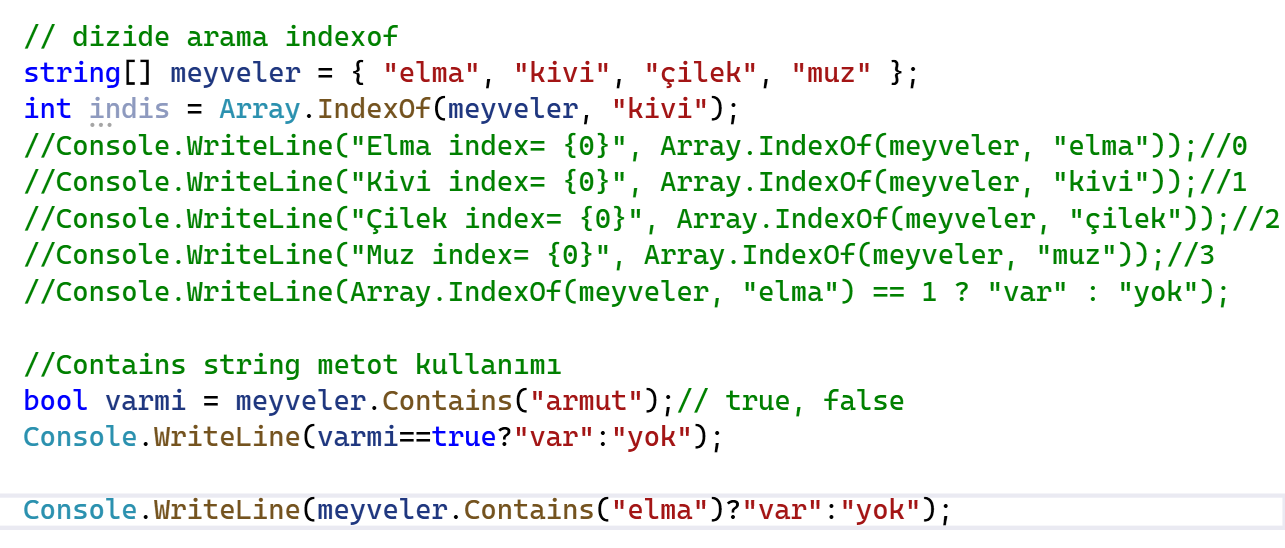 // dizide arama indexof
string[] meyveler = { "elma", "kivi", "çilek", "muz" };
int indis = Array.IndexOf(meyveler, "kivi");
//Console.WriteLine("Elma index= {0}", Array.IndexOf(meyveler, "elma"));//0
//Console.WriteLine("Kivi index= {0}", Array.IndexOf(meyveler, "kivi"));//1
//Console.WriteLine("Çilek index= {0}", Array.IndexOf(meyveler, "çilek"));//2
//Console.WriteLine("Muz index= {0}", Array.IndexOf(meyveler, "muz"));//3
//Console.WriteLine(Array.IndexOf(meyveler, "elma") == 1 ? "var" : "yok");
//Contains string metot kullanımı
bool varmi = meyveler.Contains("armut");// true, false
Console.WriteLine(varmi==true?"var":"yok");
Console.WriteLine(meyveler.Contains("elma")?"var":"yok");